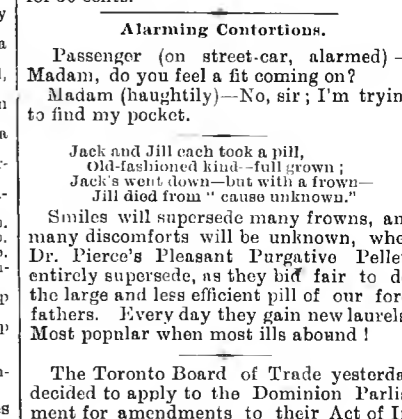 Alarming Contortions.
Passenger (on street-car, alarmed) –
Madam, do you feel a fit coming on?
Madam (haughtily)—No, sir; I'm tryin
to find my pocket.
Jack and Jill each took a pill,
Old-fashioned kind--full grown ;
Jack's went down—but with a frown—
Jill died from " cause unknown."
Smiles will supersede many frowns, an
many discomforts will be unknown, whe
Dr. Pierce's Pleasant Purgative Pelle
entirely supersede, as they bid fair to d
the large and less efficient pill of our for
fathers. Every day they gain new laurels
Most popular when most ills abound !
The Toronto Board of Trade yesterda
decided to apply to the Dominion Parli
ment for amendments to their Act of I